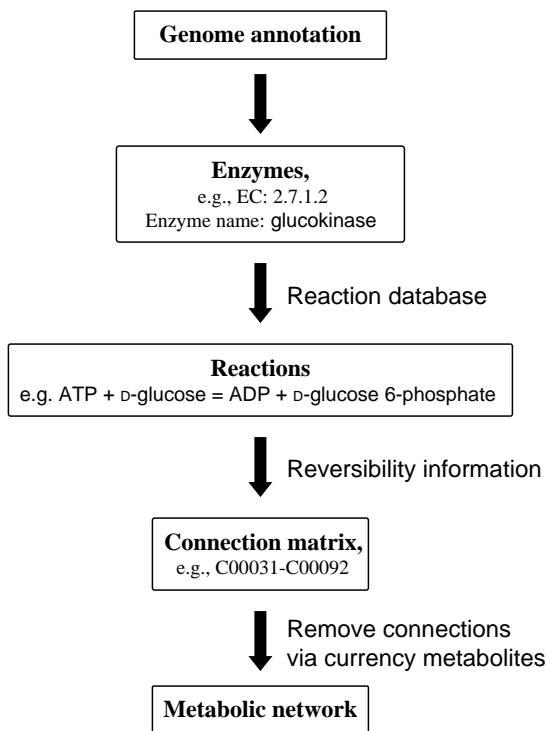 Genome annotation
Enzymes,
e.g., EC: 2.7.1.2
Enzyme name: glucokinase
Reaction database
Reactions
e.g. ATP + D-glucose = ADP + D-glucose 6-phosphate
Reversibility information
Connection matrix,
e.g., C00031-C00092
Remove connections
via currency metabolites
Metabolic network